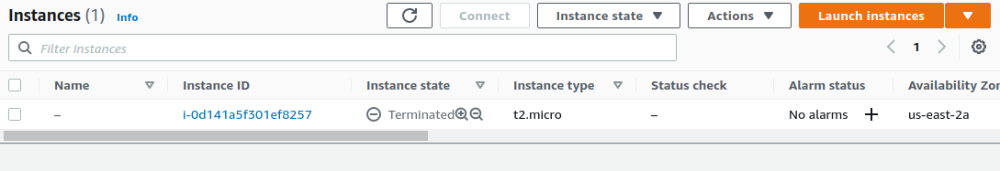 Instances (1) Info Connect Instance state Actions Launch instances
Filter instances 1
Name Instance ID Instance state Instance type Status check Alarm status Availability Zor
– i-0d141a5f301ef8257 Terminated t2.micro – No alarms us-east-2a